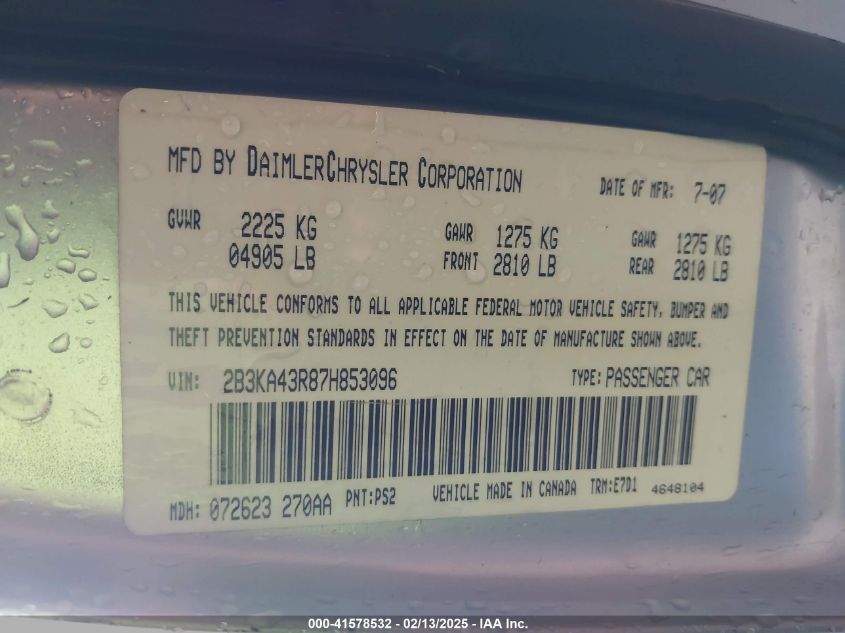 MFD BY DAIMLERCHRYSLER CORPORATION DATE OF MFR: 7-07
GVWR 2225 KG GAWR 1275 KG GAWR 1275 KG
04905 LB FRONT 2810 LB REAR 2810 LB
THIS VEHICLE CONFORMS TO ALL APPLICABLE FEDERAL MOTOR VEHICLE SAFETY, BUMPER AND
THEFT PREVENTION STANDARDS IN EFFECT ON THE DATE OF MANUFACTURE SHOWN ABOVE.
VIN: 2B3KA43R87H853096 TYPE: PASSENGER CAR
MDH: 072623 270AA PNT:PS2 VEHICLE MADE IN CANADA TRM:E7D1 4648104
000-41578532 - 02/13/2025 - IAA Inc.